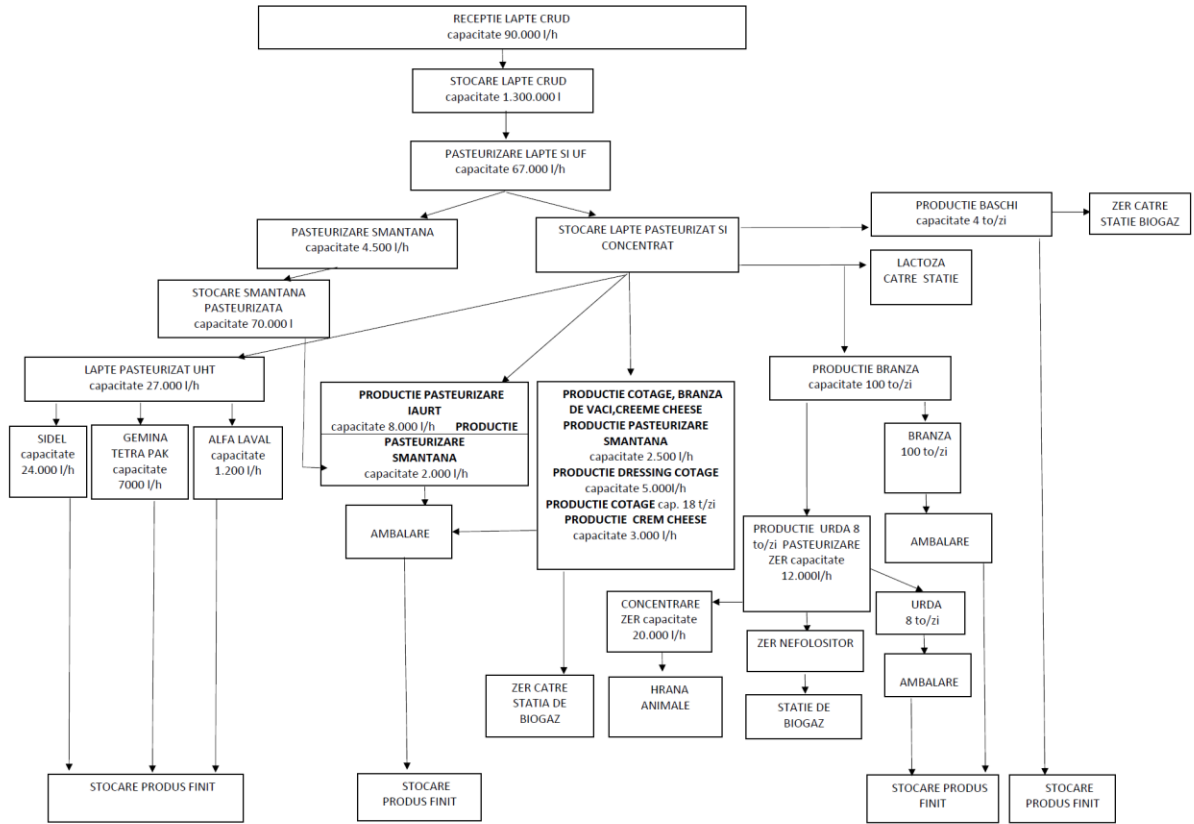 RECEPTIE LAPTE CRUD
capacitate 90.000 l/h
STOCARE LAPTE CRUD
capacitate 1.300.000 l
PASTEURIZARE LAPTE SI UF
capacitate 67.000 l/h
PRODUCTIE BASCHI
capacitate 4 to/zi
ZER CATRE
STATIE BIOGAZ
PASTEURIZARE SMANTANA
capacitate 4.500 l/h
STOCARE LAPTE PASTEURIZAT SI
CONCENTRAT
LACTOZA
CATRE STATIE
STOCARE SMANTANA
PASTEURIZATA
capacitate 70.000 l
LAPTE PASTEURIZAT UHT
capacitate 27.000 l/h
PRODUCTIE BRANZA
capacitate 100 to/zi
SIDEL
capacitate
24.000 l/h
GEMINA
TETRA PAK
capacitate
7000 l/h
ALFA LAVAL
capacitate
1.200 l/h
PRODUCTIE PASTEURIZARE
IAURT
capacitate 8.000 l/h PRODUCTIE
PASTEURIZARE
SMANTANA
capacitate 2.000 l/h
PRODUCTIE COTAGE, BRANZA
DE VACI,CREEME CHEESE
PRODUCTIE PASTEURIZARE
SMANTANA
capacitate 2.500 l/h
PRODUCTIE DRESSING COTAGE
capacitate 5.000l/h
PRODUCTIE COTAGE cap. 18 t/zi
PRODUCTIE CREM CHEESE
capacitate 3.000 l/h
BRANZA
100 to/zi
AMBALARE
PRODUCTIE URDA 8
to/zi PASTEURIZARE
ZER capacitate
12.000l/h
AMBALARE
CONCENTRARE
ZER capacitate
20.000 l/h
ZER NEFOLOSITOR
URDA
8 to/zi
ZER CATRE
STATIA DE
BIOGAZ
HRANA
ANIMALE
STATIE DE
BIOGAZ
AMBALARE
STOCARE PRODUS FINIT
STOCARE
PRODUS FINIT
STOCARE PRODUS
FINIT
STOCARE
PRODUS FINIT